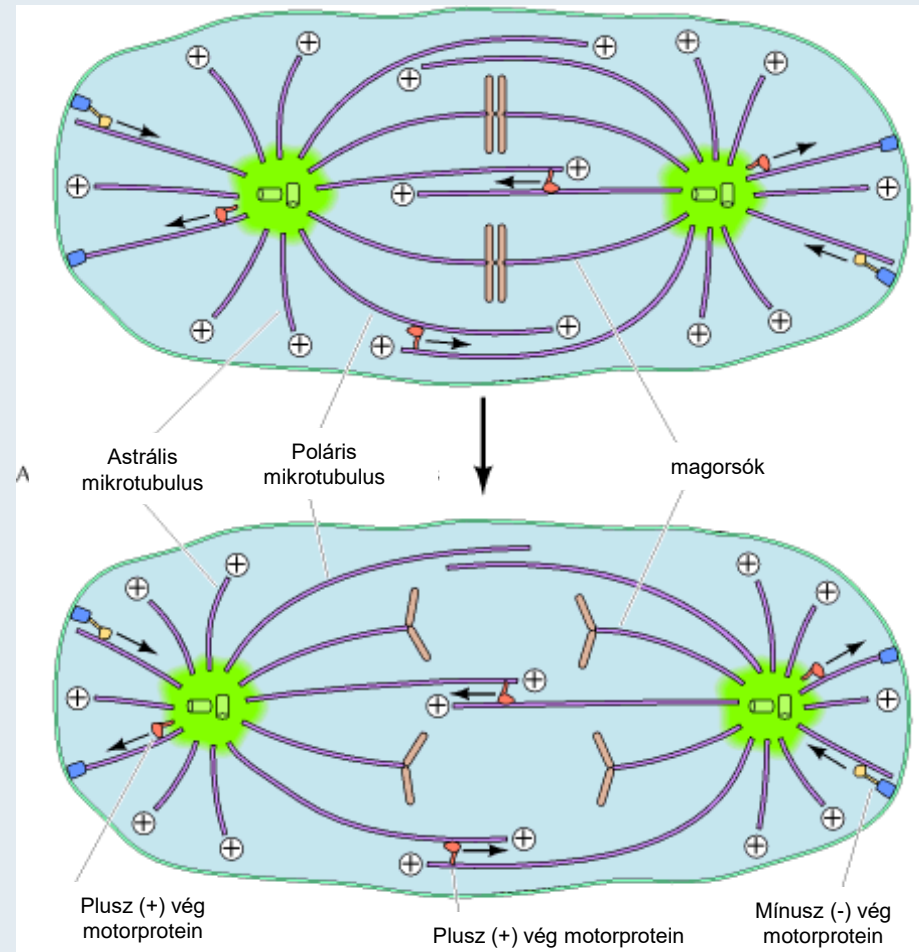 Astrális
mikrotubulus
Poláris
mikrotubulus
magorsók
A
Plusz (+) vég
motorprotein
Plusz (+) vég motorprotein
Mínusz (-) vég
motorprotein